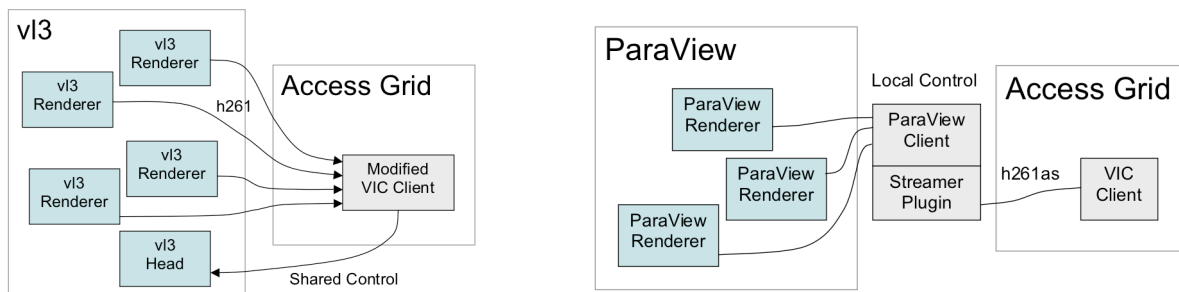 vl3
vl3
Renderer
vl3
Renderer
h261
vl3
Renderer
vl3
Renderer
vl3
Head
Access Grid
Modified
VIC Client
Shared Control
ParaView
ParaView
Renderer
ParaView
Renderer
ParaView
Renderer
Local Control
ParaView
Client
Streamer
Plugin
h261as
Access Grid
VIC
Client